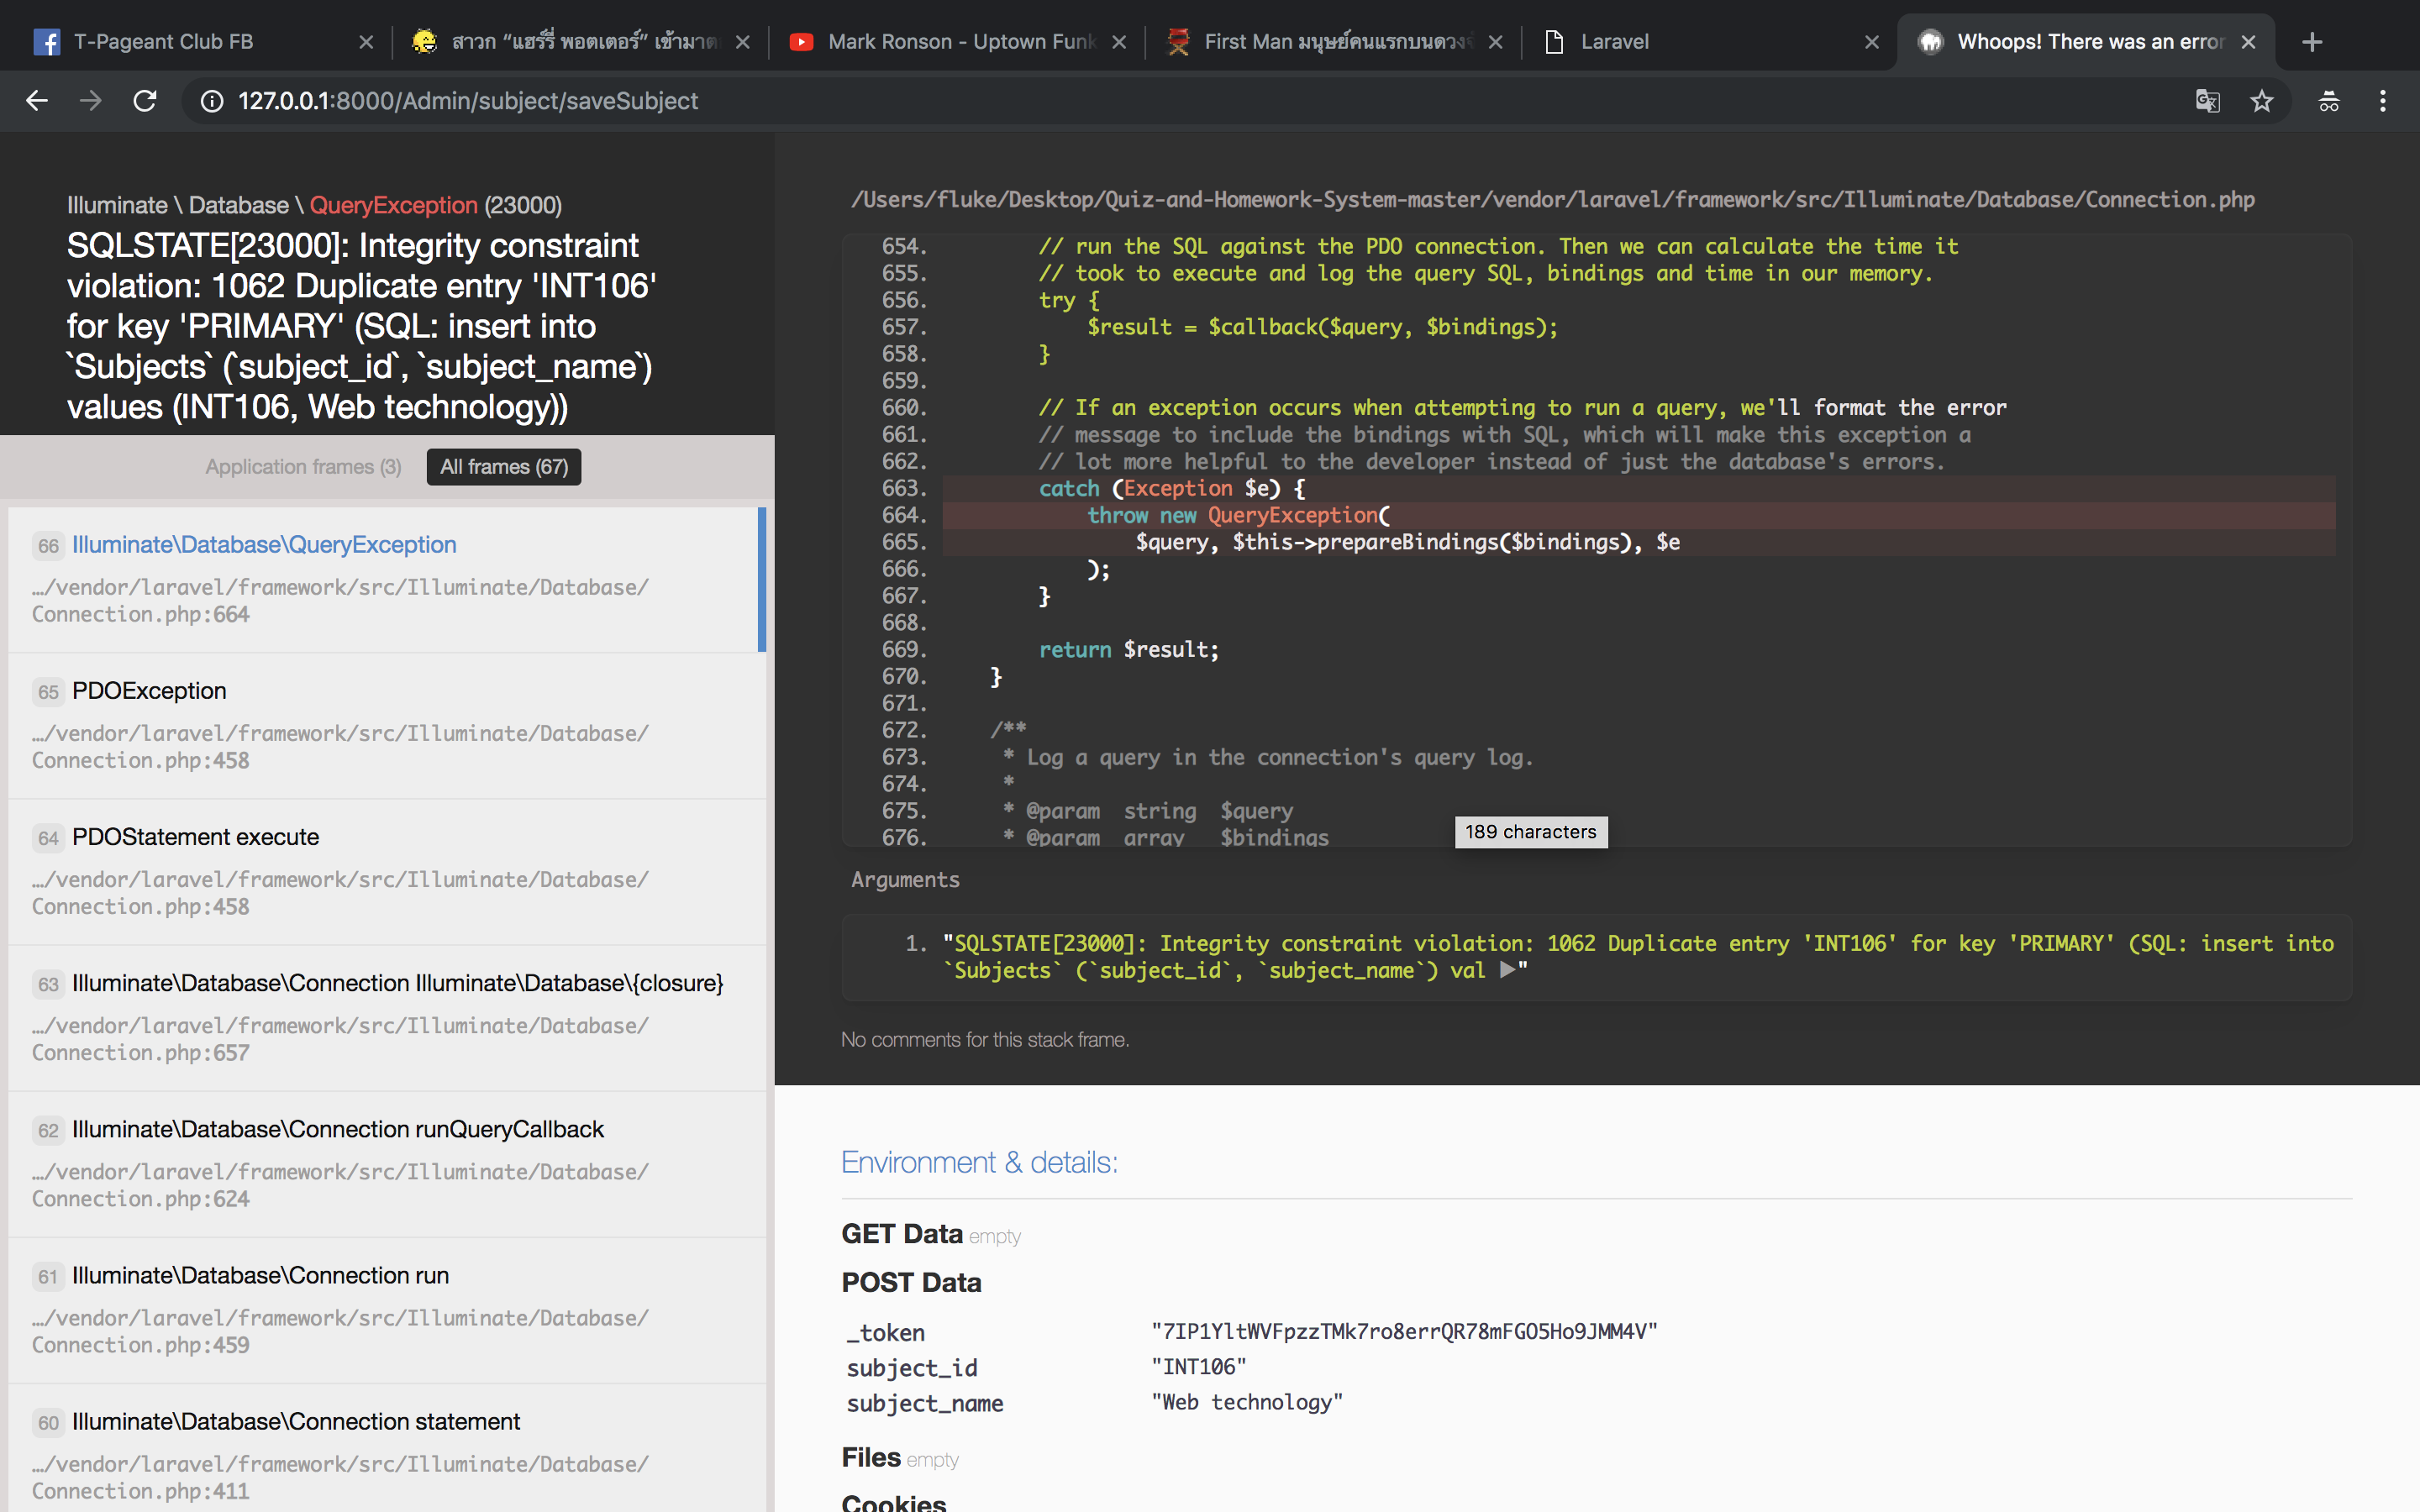 T-Pageant Club FB
สาวก “แฮร์รี่ พอตเตอร์” เข้ามาต
Mark Ronson - Uptown Funk
First Man มนุษย์คนแรกบนดวง
Laravel
Whoops! There was an error
127.0.0.1:8000/Admin/subject/saveSubject
Illuminate \ Database \ QueryException (23000)
SQLSTATE[23000]: Integrity constraint
violation: 1062 Duplicate entry 'INT106'
for key 'PRIMARY' (SQL: insert into
`Subjects` (`subject_id`, `subject_name`)
values (INT106, Web technology))
Application frames (3)
All frames (67)
66 Illuminate\Database\QueryException
…/vendor/laravel/framework/src/Illuminate/Database/
Connection.php:664
65 PDOException
…/vendor/laravel/framework/src/Illuminate/Database/
Connection.php:458
64 PDOStatement execute
…/vendor/laravel/framework/src/Illuminate/Database/
Connection.php:458
63 Illuminate\Database\Connection Illuminate\Database\{closure}
…/vendor/laravel/framework/src/Illuminate/Database/
Connection.php:657
62 Illuminate\Database\Connection runQueryCallback
…/vendor/laravel/framework/src/Illuminate/Database/
Connection.php:624
61 Illuminate\Database\Connection run
…/vendor/laravel/framework/src/Illuminate/Database/
Connection.php:459
60 Illuminate\Database\Connection statement
…/vendor/laravel/framework/src/Illuminate/Database/
Connection.php:411
/Users/fluke/Desktop/Quiz-and-Homework-System-master/vendor/laravel/framework/src/Illuminate/Database/Connection.php
654. // run the SQL against the PDO connection. Then we can calculate the time it
655. // took to execute and log the query SQL, bindings and time in our memory.
656. try {
657. $result = $callback($query, $bindings);
658. }
659.
660. // If an exception occurs when attempting to run a query, we'll format the error
661. // message to include the bindings with SQL, which will make this exception a
662. // lot more helpful to the developer instead of just the database's errors.
663. catch (Exception $e) {
664. throw new QueryException(
665. $query, $this->prepareBindings($bindings), $e
666. );
667. }
668.
669. return $result;
670. }
671.
672. /**
673. * Log a query in the connection's query log.
674. *
675. * @param string $query
676. * @param array $bindings
189 characters
Arguments
1. "SQLSTATE[23000]: Integrity constraint violation: 1062 Duplicate entry 'INT106' for key 'PRIMARY' (SQL: insert into
`Subjects` (`subject_id`, `subject_name`) val ▶"
No comments for this stack frame.
Environment & details:
GET Data empty
POST Data
_token "7IP1YltWVFpzzTMk7ro8errQR78mFGO5Ho9JMM4V"
subject_id "INT106"
subject_name "Web technology"
Files empty
Cookies